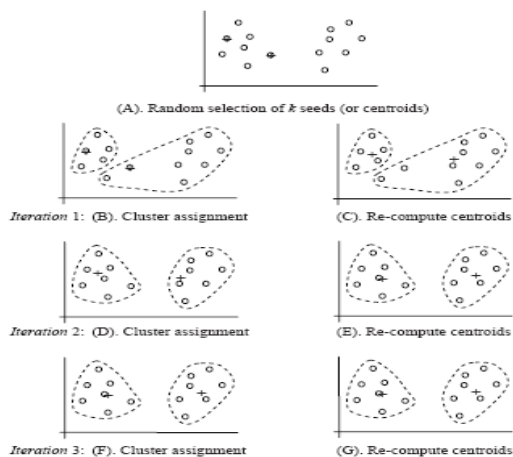 (A). Random selection of k seeds (or centroids)
Iteration 1: (B). Cluster assignment
(C). Re-compute centroids
Iteration 2: (D). Cluster assignment
(E). Re-compute centroids
Iteration 3: (F). Cluster assignment
(G). Re-compute centroids